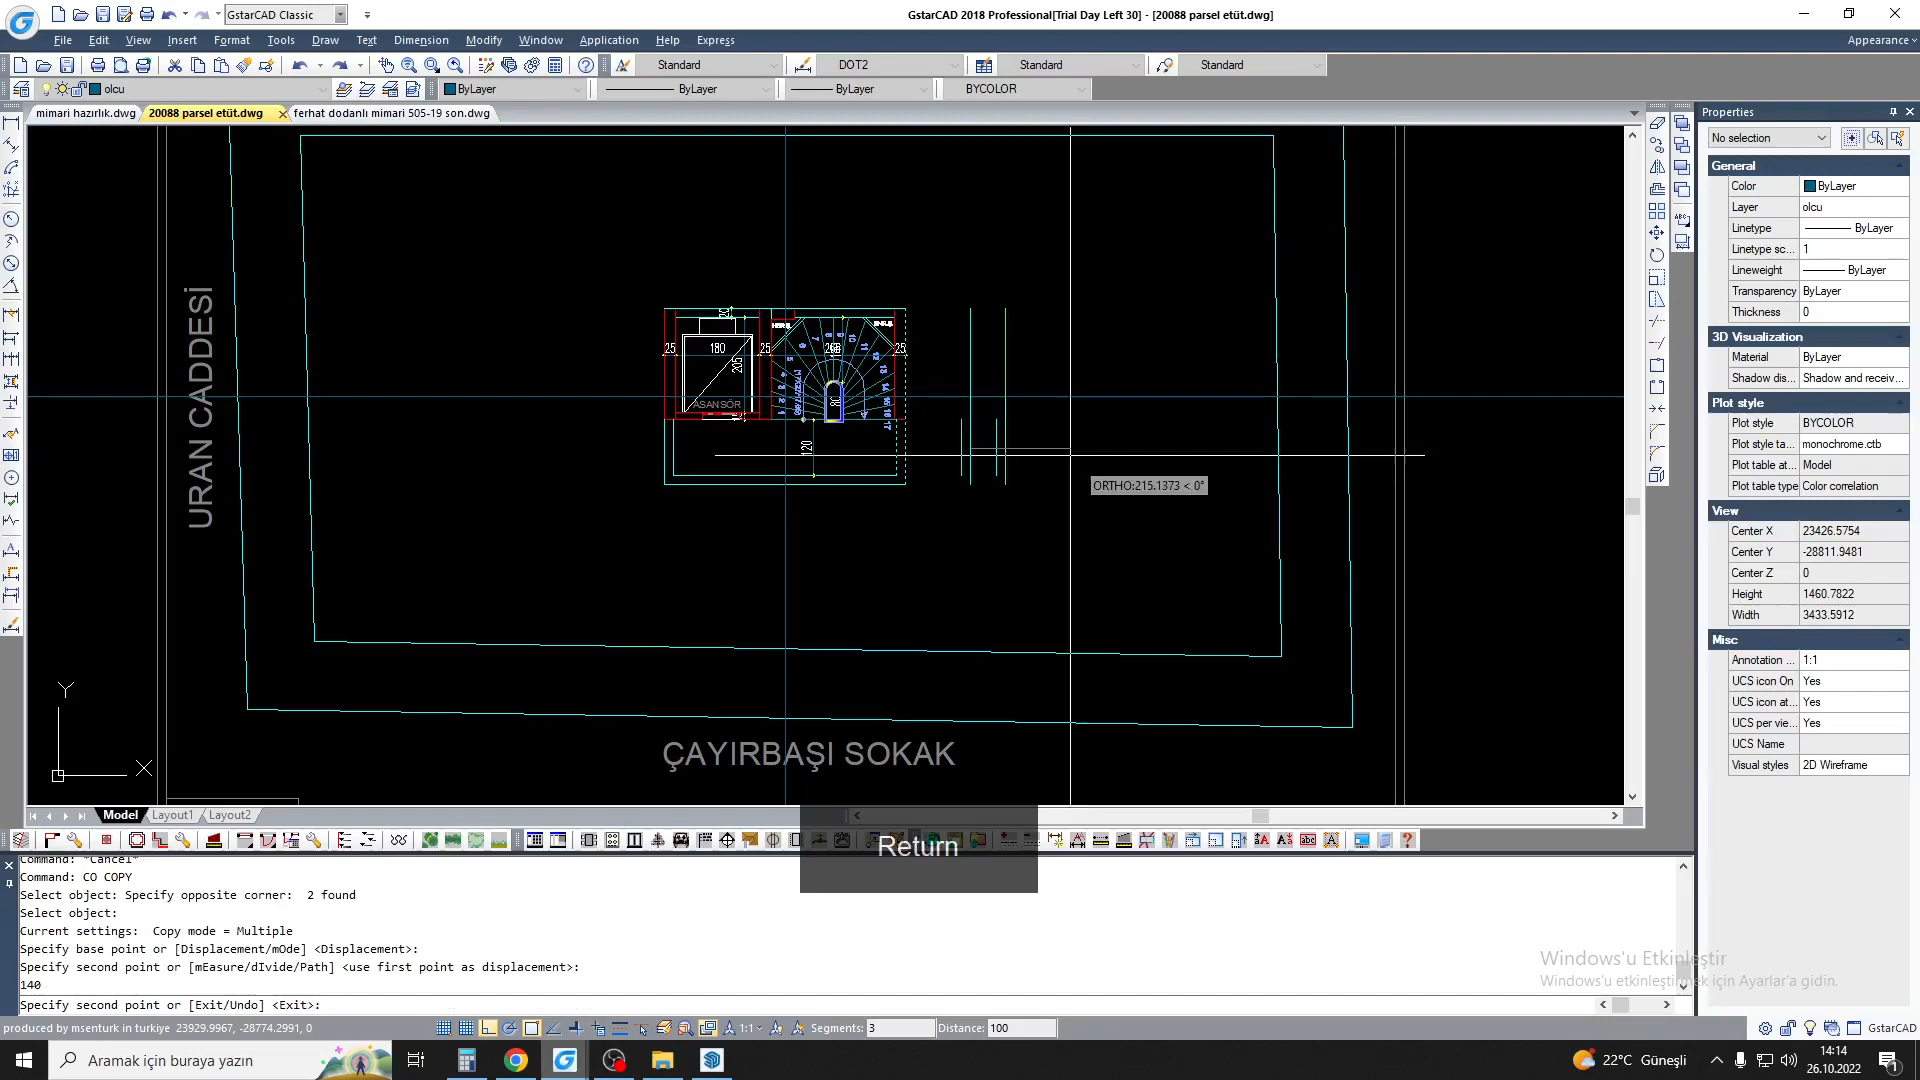 GstarCAD Classic
GstarCAD 2018 Professional[Trial Day Left 30] - [20088 parsel etüt.dwg]
File Edit View Insert Format Tools Draw Text Dimension Modify Window Application Help Express
Appearance
Standard DOT2 Standard Standard
olcu ByLayer ByLayer ByLayer BYCOLOR
mimari hazırlık.dwg 20088 parsel etüt.dwg ferhat dodanlı mimari 505-19 son.dwg
Properties
No selection
General
Color ByLayer
Layer olcu
Linetype ByLayer
Linetype sc... 1
Lineweight ByLayer
Transparency ByLayer
Thickness 0
3D Visualization
Material ByLayer
Shadow dis... Shadow and receiv...
Plot style
Plot style BYCOLOR
Plot style ta... monochrome.ctb
Plot table at... Model
Plot table type Color correlation
View
Center X 23426.5754
Center Y -28811.9481
Center Z 0
Height 1460.7822
Width 3433.5912
Misc
Annotation ... 1:1
UCS icon On Yes
UCS icon at... Yes
UCS per vie... Yes
UCS Name
Visual styles 2D Wireframe
URAN CADDESİ
25 180 25 25
205
ASANSÖR
80
120
ORTHO:215.1373 < 0°
ÇAYIRBAŞI SOKAK
Y
X
Model Layout1 Layout2
Return
Command: *Cancel*
Command: CO COPY
Select object: Specify opposite corner:  2 found
Select object:
Current settings:  Copy mode = Multiple
Specify base point or [Displacement/mOde] <Displacement>:
Specify second point or [mEasure/dIvide/Path] <use first point as displacement>:
140
Specify second point or [Exit/Undo] <Exit>:
Windows'u Etkinleştir
Windows'u etkinleştirmek için Ayarlar'a gidin.
produced by msenturk in turkiye 23929.9967, -28774.2991, 0
1:1 Segments: 3 Distance: 100
GstarCAD
Aramak için buraya yazın
22°C Güneşli
14:14
26.10.2022
1